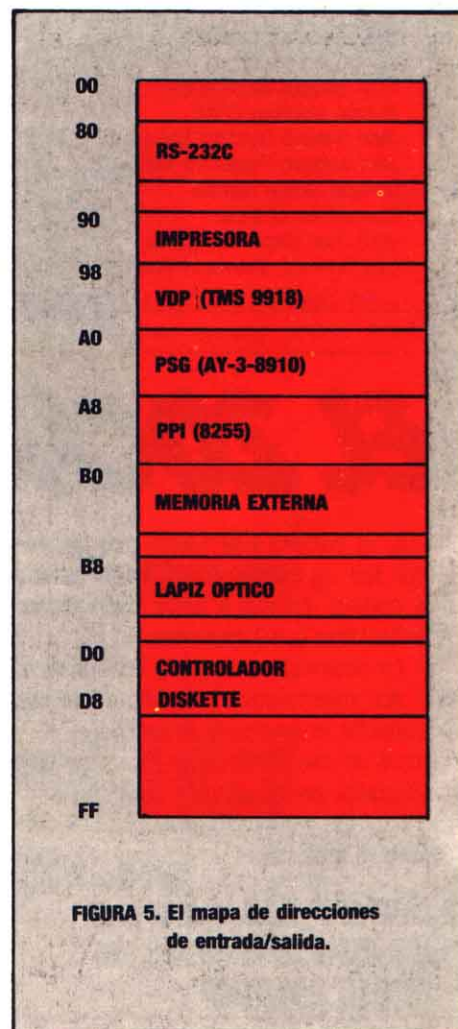 00
80
RS-232C
90
IMPRESORA
98
VDP (TMS 9918)
A0
PSG (AY-3-8910)
A8
PPI (8255)
B0
MEMORIA EXTERNA
B8
LAPIZ OPTICO
D0
CONTROLADOR
D8 DISKETTE
FF
FIGURA 5. El mapa de direcciones
de entrada/salida.